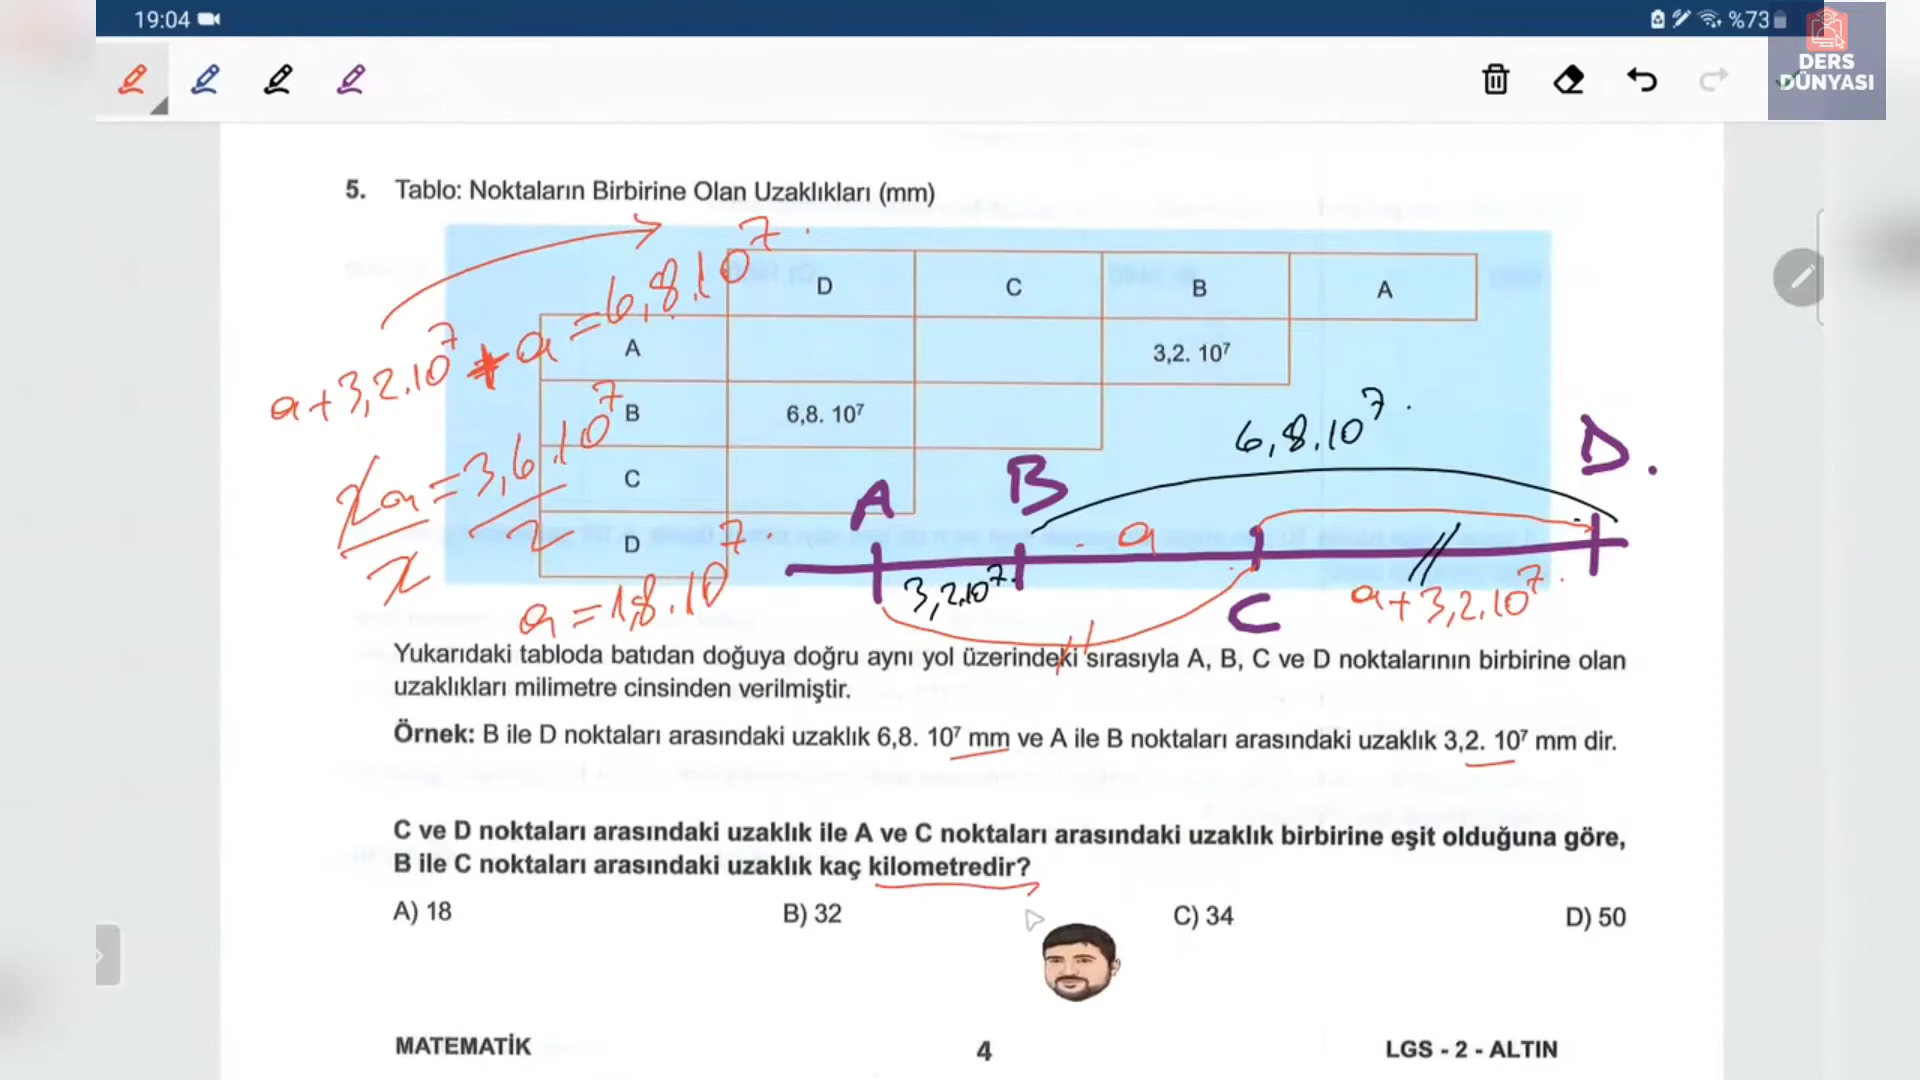 19:04
%73
DERS
DÜNYASI
5. Tablo: Noktaların Birbirine Olan Uzaklıkları (mm)
D C B A
A 3,2. 10⁷
B 6,8. 10⁷
C
D
a+3,2.10⁷ + a = 6,8.10⁷
2a = 3,6.10⁷
2 2
a = 1,8.10⁷
6,8.10⁷
A B D
a
3,2.10⁷
C
a+3,2.10⁷
Yukarıdaki tabloda batıdan doğuya doğru aynı yol üzerindeki sırasıyla A, B, C ve D noktalarının birbirine olan
uzaklıkları milimetre cinsinden verilmiştir.
Örnek: B ile D noktaları arasındaki uzaklık 6,8. 10⁷ mm ve A ile B noktaları arasındaki uzaklık 3,2. 10⁷ mm dir.
C ve D noktaları arasındaki uzaklık ile A ve C noktaları arasındaki uzaklık birbirine eşit olduğuna göre,
B ile C noktaları arasındaki uzaklık kaç kilometredir?
A) 18 B) 32 C) 34 D) 50
MATEMATİK 4 LGS - 2 - ALTIN